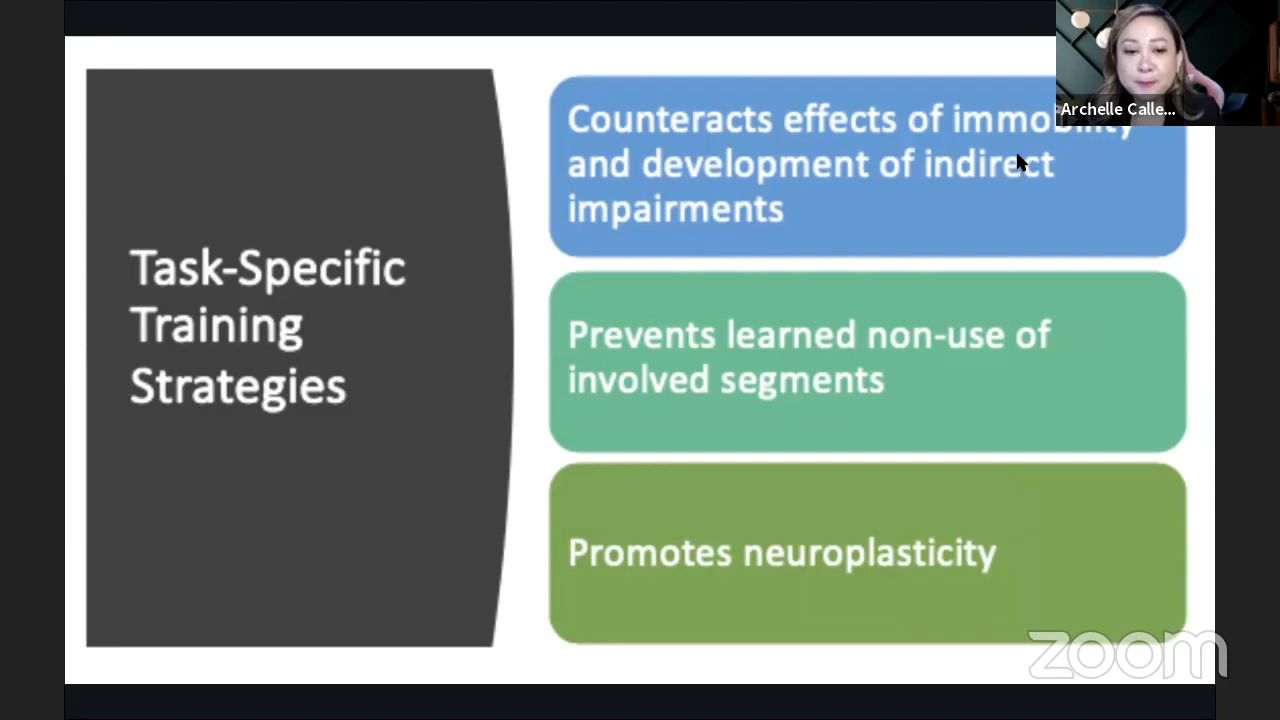 Task-Specific
Training
Strategies
Counteracts effects of immobility
and development of indirect
impairments
Prevents learned non-use of
involved segments
Promotes neuroplasticity
Archelle Calle...
zoom